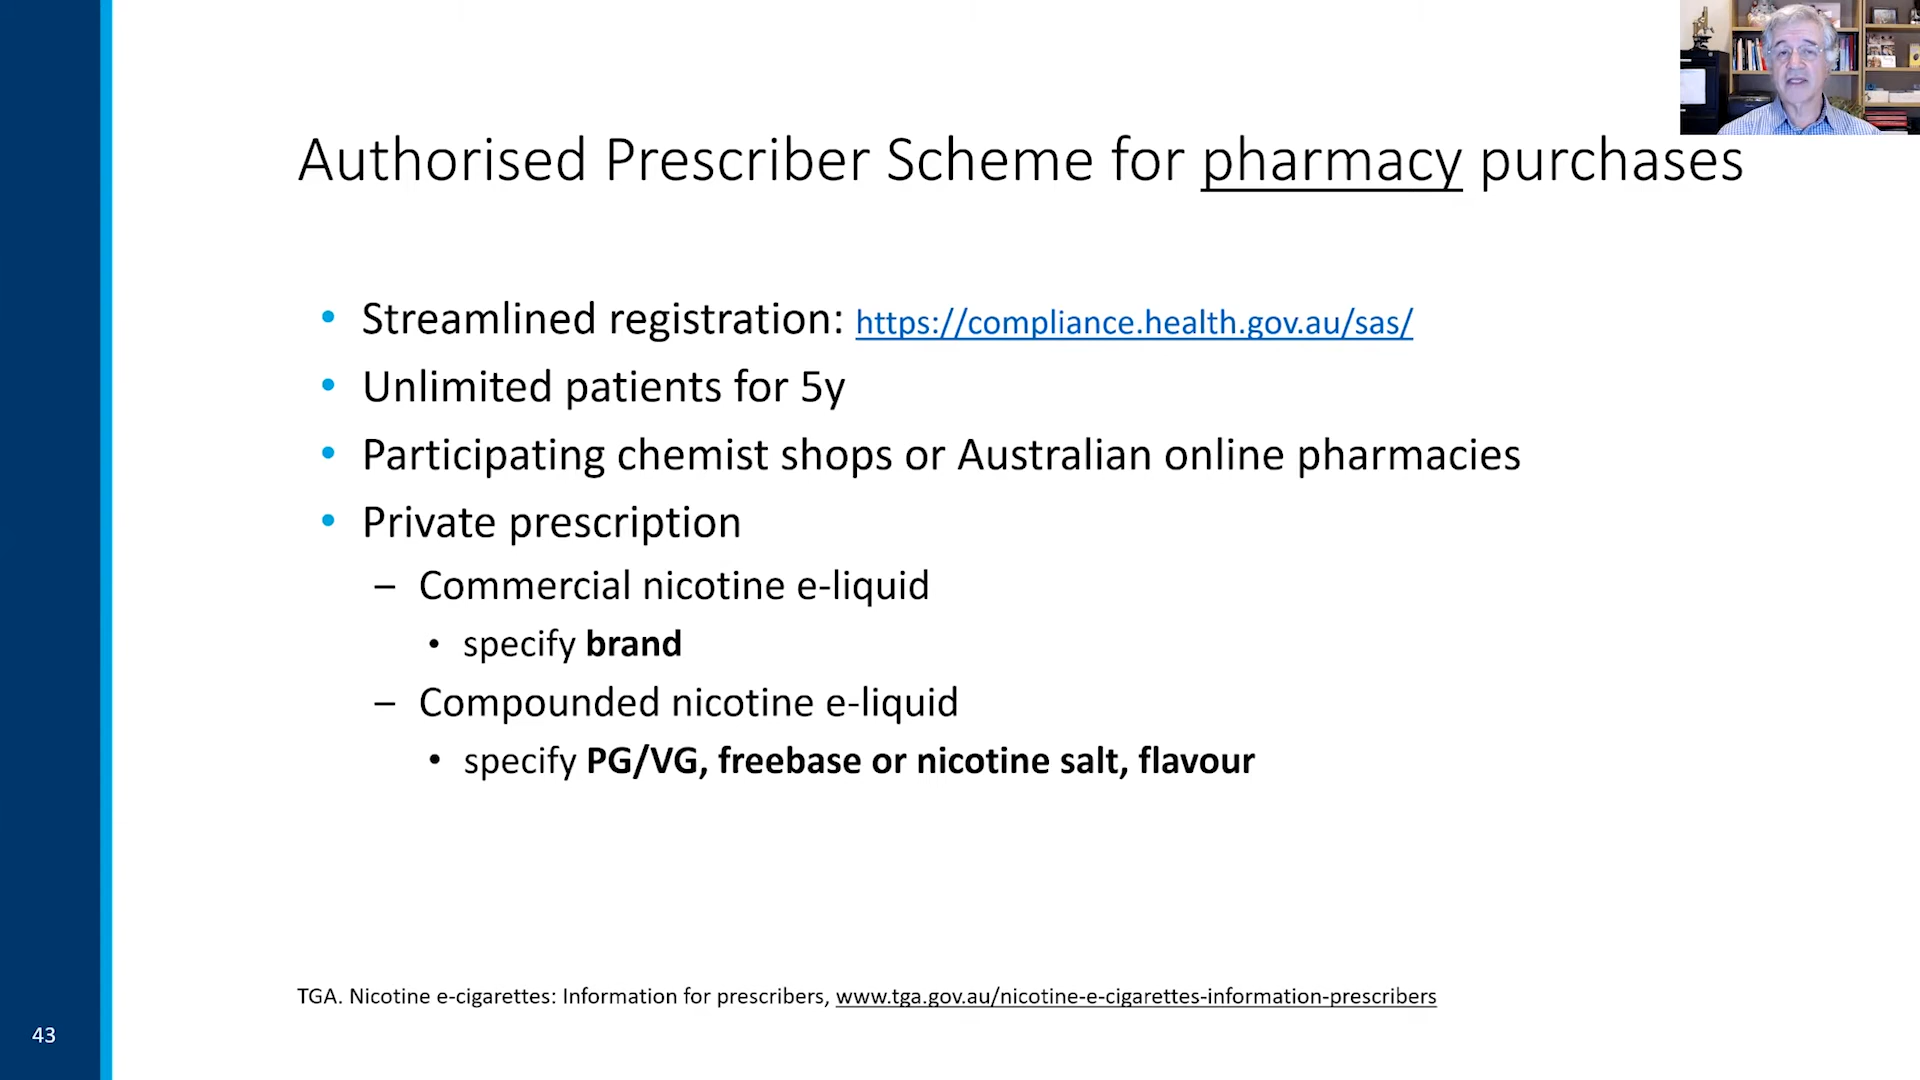 Authorised Prescriber Scheme for pharmacy purchases
• Streamlined registration: https://compliance.health.gov.au/sas/
• Unlimited patients for 5y
• Participating chemist shops or Australian online pharmacies
• Private prescription
– Commercial nicotine e-liquid
• specify brand
– Compounded nicotine e-liquid
• specify PG/VG, freebase or nicotine salt, flavour
TGA. Nicotine e-cigarettes: Information for prescribers, www.tga.gov.au/nicotine-e-cigarettes-information-prescribers
43